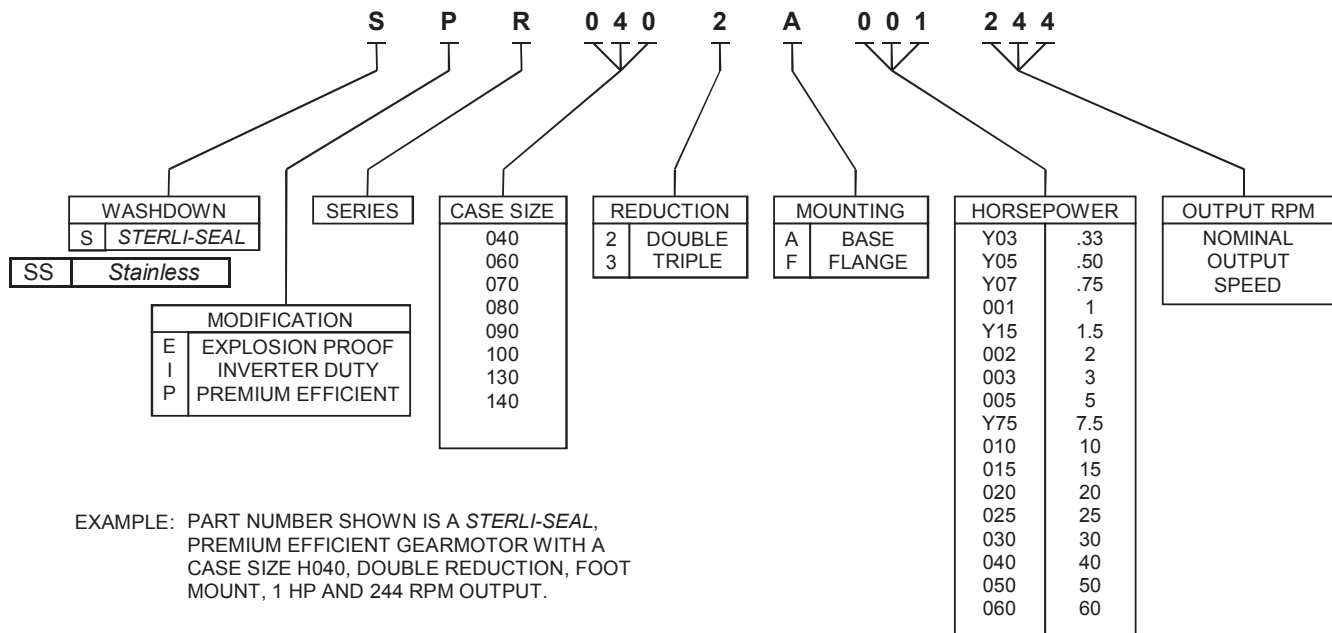 S P R 0 4 0 2 A 0 0 1 2 4 4
WASHDOWN
S STERLI-SEAL
SS Stainless
MODIFICATION
E EXPLOSION PROOF
I INVERTER DUTY
P PREMIUM EFFICIENT
SERIES
CASE SIZE
040
060
070
080
090
100
130
140
REDUCTION
2 DOUBLE
3 TRIPLE
MOUNTING
A BASE
F FLANGE
HORSEPOWER
Y03 .33
Y05 .50
Y07 .75
001 1
Y15 1.5
002 2
003 3
005 5
Y75 7.5
010 10
015 15
020 20
025 25
030 30
040 40
050 50
060 60
OUTPUT RPM
NOMINAL
OUTPUT
SPEED
EXAMPLE: PART NUMBER SHOWN IS A STERLI-SEAL,
PREMIUM EFFICIENT GEARMOTOR WITH A
CASE SIZE H040, DOUBLE REDUCTION, FOOT
MOUNT, 1 HP AND 244 RPM OUTPUT.